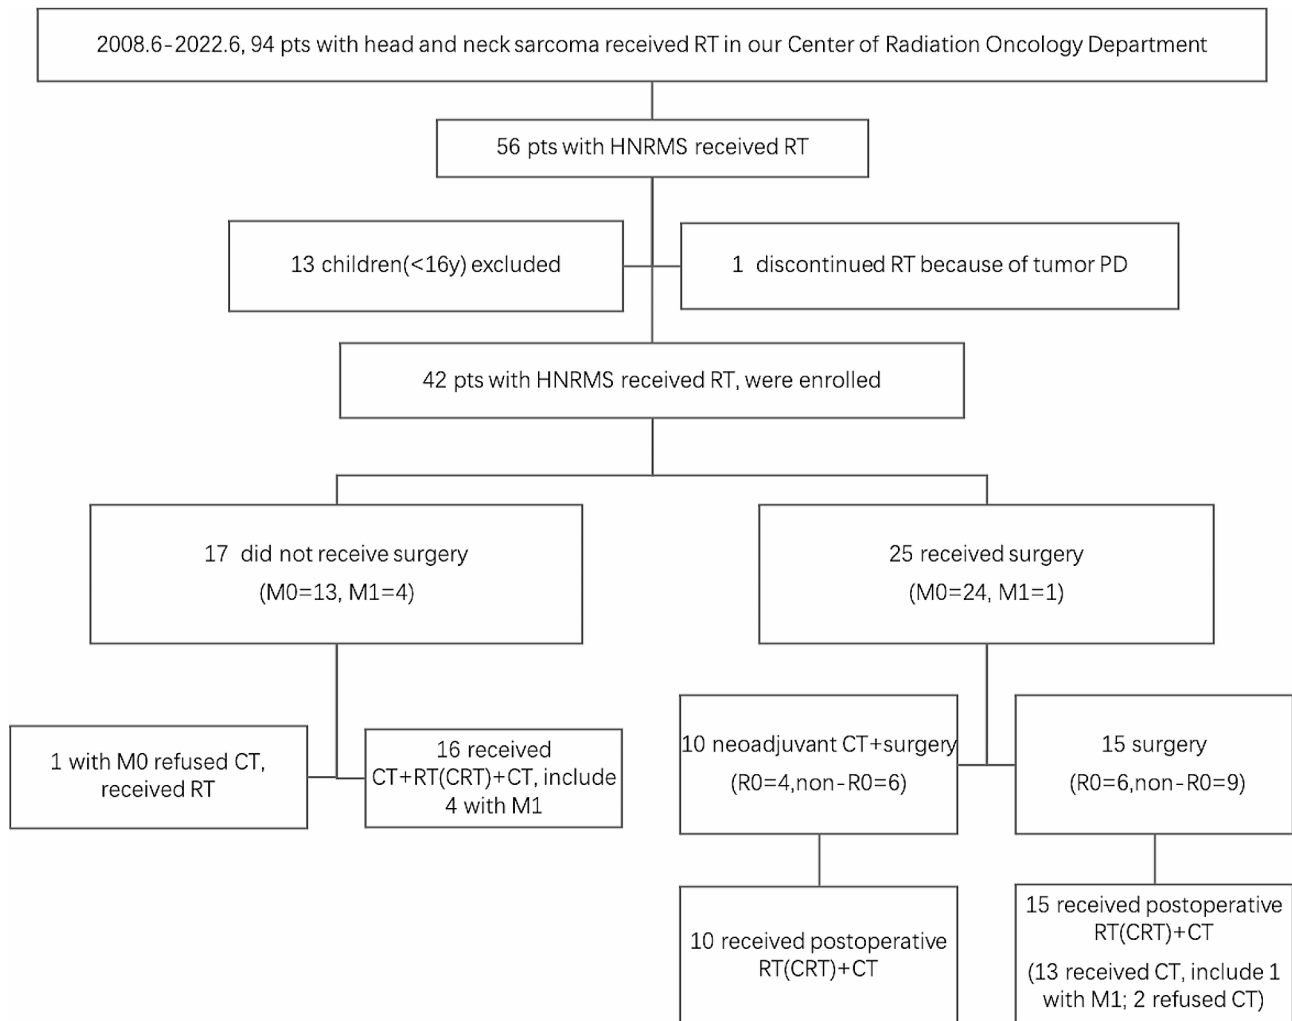 2008.6-2022.6, 94 pts with head and neck sarcoma received RT in our Center of Radiation Oncology Department
56 pts with HNRMS received RT
13 children(<16y) excluded
1 discontinued RT because of tumor PD
42 pts with HNRMS received RT, were enrolled
17 did not receive surgery
(M0=13, M1=4)
25 received surgery
(M0=24, M1=1)
1 with M0 refused CT,
received RT
16 received
CT+RT(CRT)+CT, include
4 with M1
10 neoadjuvant CT+surgery
(R0=4,non-R0=6)
15 surgery
(R0=6,non-R0=9)
10 received postoperative
RT(CRT)+CT
15 received postoperative
RT(CRT)+CT
(13 received CT, include 1
with M1; 2 refused CT)